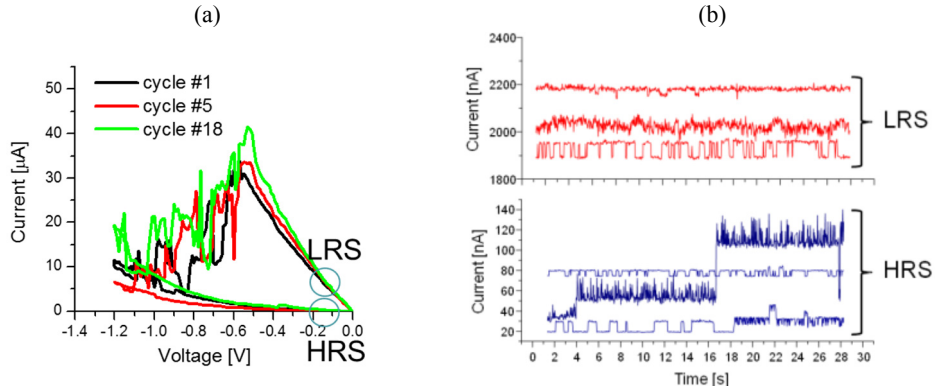 (a)
(b)
Current [µA]
50
40
30
20
10
0
cycle #1
cycle #5
cycle #18
LRS
HRS
-1.4 -1.2 -1.0 -0.8 -0.6 -0.4 -0.2 0.0
Voltage [V]
Current [nA]
2400
2200
2000
1800
LRS
Current [nA]
140
120
100
80
60
40
20
HRS
0 2 4 6 8 10 12 14 16 18 20 22 24 26 28 30
Time [s]